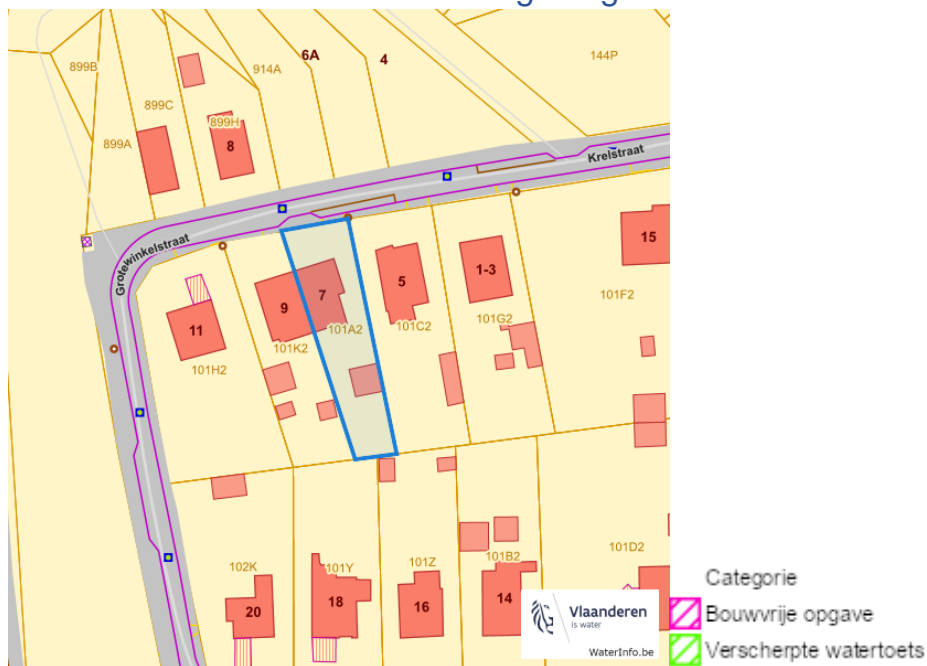 6A
4
144P
899B
914A
899C
899H
899A
8
Krelstraat
Grotewinkelstraat
15
1-3
5
7
9
11
101F2
101G2
101C2
101A2
101K2
101H2
102K
101Y
101Z
101B2
101D2
20
18
16
14
Vlaanderen
is water
WaterInfo.be
Categorie
Bouwvrije opgave
Verscherpte watertoets